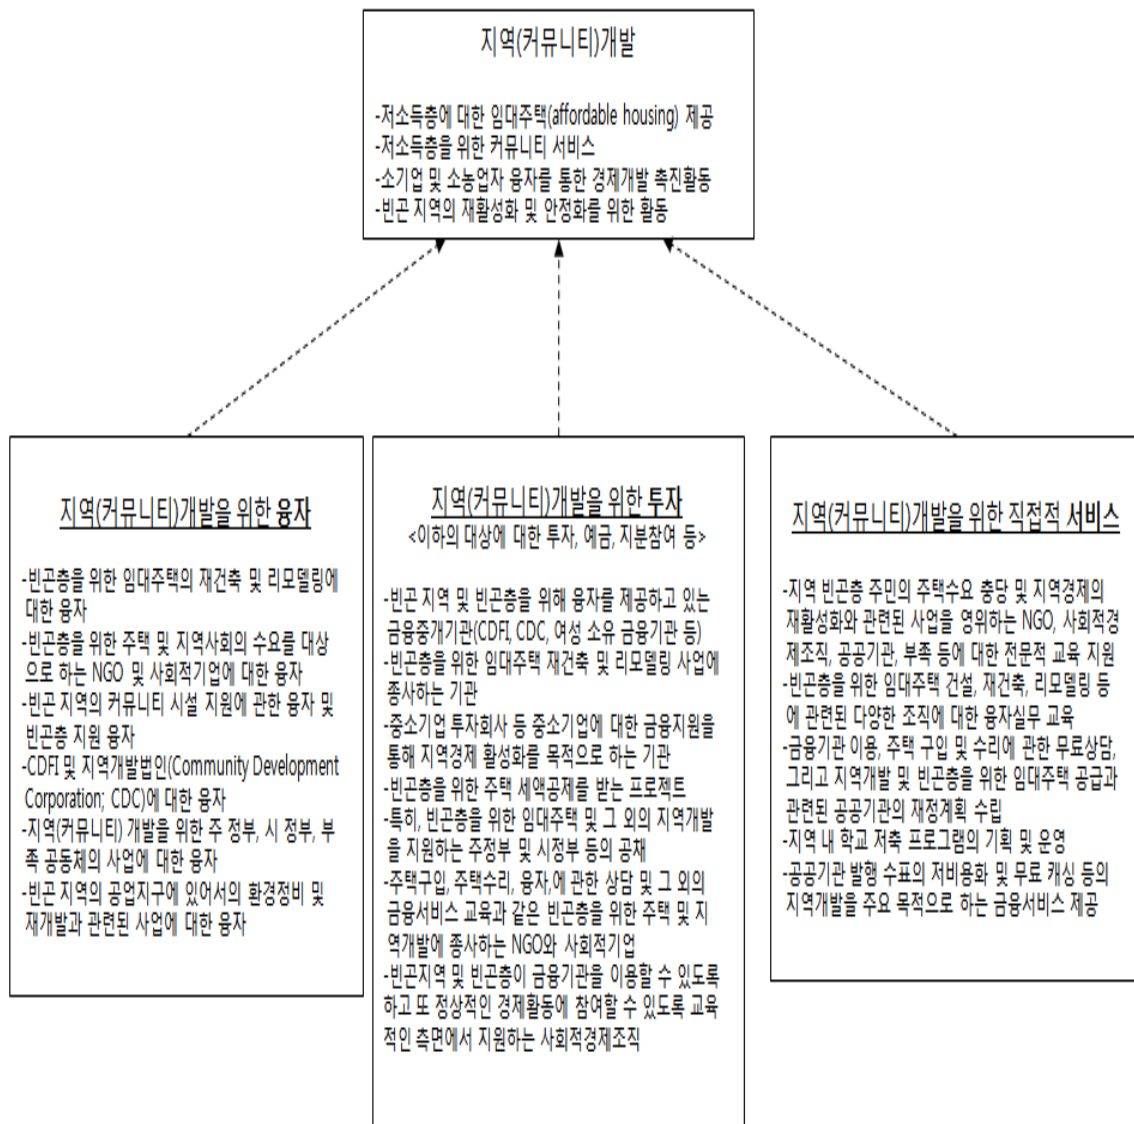 지역(커뮤니티)개발
-저소득층에 대한 임대주택(affordable housing) 제공
-저소득층을 위한 커뮤니티 서비스
-소기업 및 소농업자 융자를 통한 경제개발 촉진활동
-빈곤 지역의 재활성화 및 안정화를 위한 활동
지역(커뮤니티)개발을 위한 융자
-빈곤층을 위한 임대주택의 재건축 및 리모델링에
대한 융자
-빈곤층을 위한 주택 및 지역사회의 수요를 대상
으로 하는 NGO 및 사회적기업에 대한 융자
-빈곤 지역의 커뮤니티 시설 지원에 관한 융자 및
빈곤층 지원 융자
-CDFI 및 지역개발법인(Community Development
Corporation; CDC)에 대한 융자
-지역(커뮤니티) 개발을 위한 주 정부, 시 정부, 부
족 공동체의 사업에 대한 융자
-빈곤 지역의 공업지구에 있어서의 환경정비 및
재개발과 관련된 사업에 대한 융자
지역(커뮤니티)개발을 위한 투자
<이하의 대상에 대한 투자, 예금, 지분참여 등>
-빈곤 지역 및 빈곤층을 위해 융자를 제공하고 있는
금융중개기관(CDFI, CDC, 여성 소유 금융기관 등)
-빈곤층을 위한 임대주택 재건축 및 리모델링 사업에
종사하는 기관
-중소기업 투자회사 등 중소기업에 대한 금융지원을
통해 지역경제 활성화를 목적으로 하는 기관
-빈곤층을 위한 주택 세액공제를 받는 프로젝트
-특히, 빈곤층을 위한 임대주택 및 그 외의 지역개발
을 지원하는 주정부 및 시정부 등의 공채
-주택구입, 주택수리, 융자,에 관한 상담 및 그 외의
금융서비스 교육과 같은 빈곤층을 위한 주택 및 지
역개발에 종사하는 NGO와 사회적기업
-빈곤지역 및 빈곤층이 금융기관을 이용할 수 있도록
하고 또 정상적인 경제활동에 참여할 수 있도록 교육
적인 측면에서 지원하는 사회적경제조직
지역(커뮤니티)개발을 위한 직접적 서비스
-지역 빈곤층 주민의 주택수요 충당 및 지역경제의
재활성화와 관련된 사업을 영위하는 NGO, 사회적경
제조직, 공공기관, 부족 등에 대한 전문적 교육 지원
-빈곤층을 위한 임대주택 건설, 재건축, 리모델링 등
에 관련된 다양한 조직에 대한 융자실무 교육
-금융기관 이용, 주택 구입 및 수리에 관한 무료상담,
그리고 지역개발 및 빈곤층을 위한 임대주택 공급과
관련된 공공기관의 재정계획 수립
-지역 내 학교 저축 프로그램의 기획 및 운영
-공공기관 발행 수표의 저비용화 및 무료 캐싱 등의
지역개발을 주요 목적으로 하는 금융서비스 제공